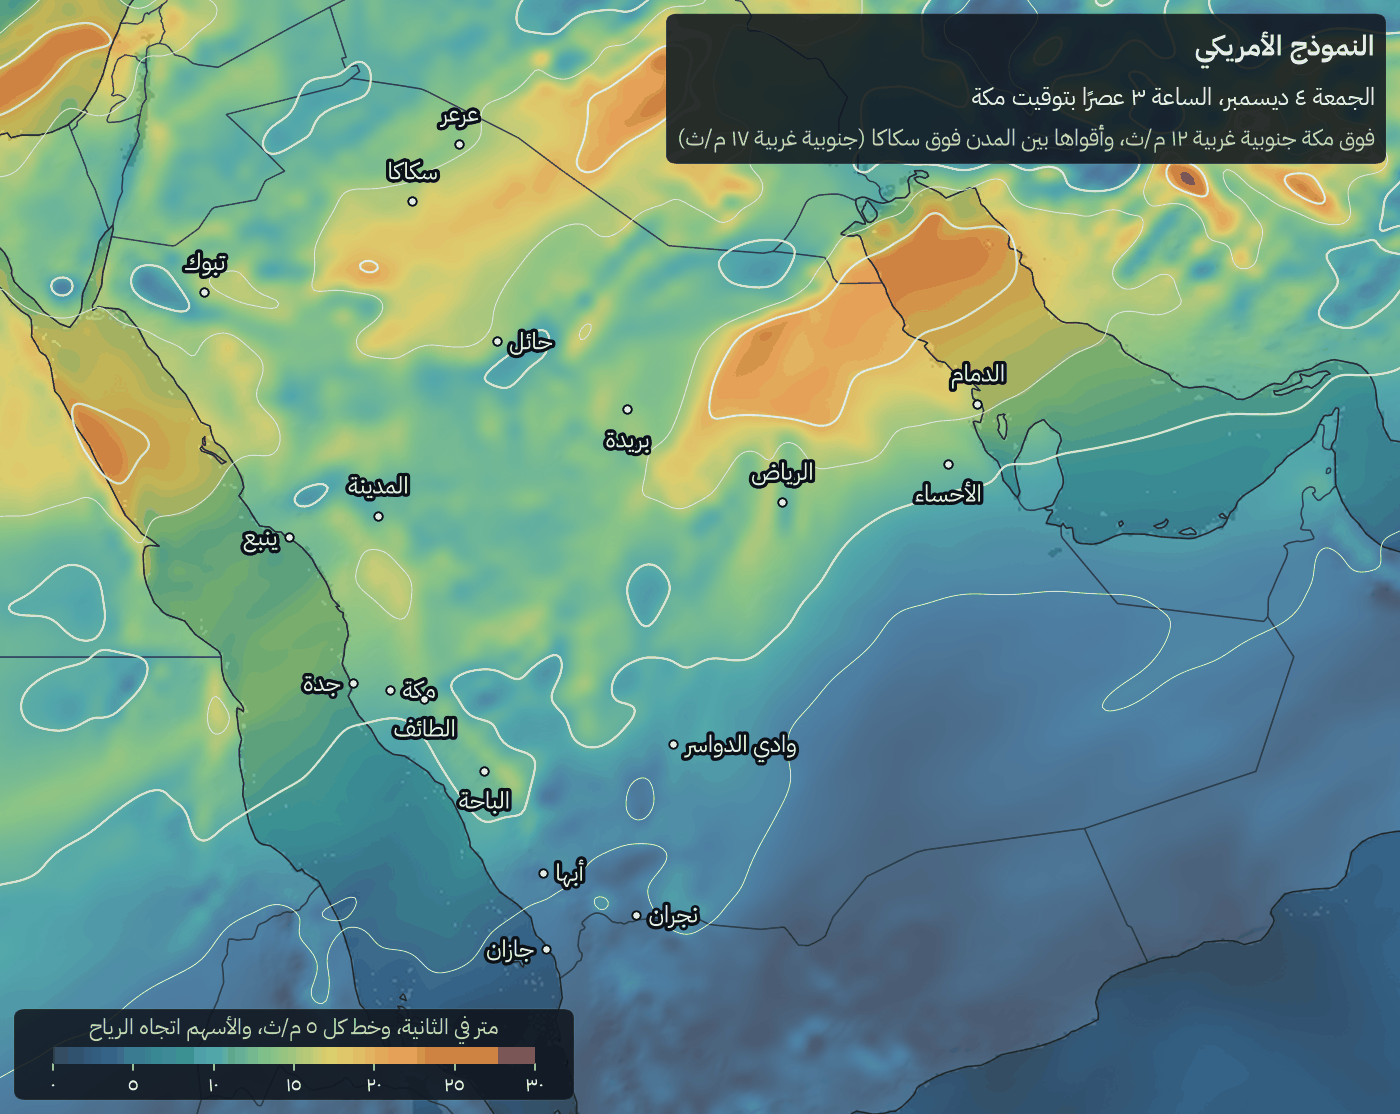 النموذج الأمريكي
الجمعة ٤ ديسمبر، الساعة ٣ عصرًا بتوقيت مكة
فوق مكة جنوبية غربية ١٢ م/ث، وأقواها بين المدن فوق سكاكا (جنوبية غربية ١٧ م/ث)
عرعر
سكاكا
تبوك
حائل
الدمام
بريدة
الرياض
المدينة
الأحساء
ينبع
جدة
مكة
الطائف
وادي الدواسر
الباحة
أبها
نجران
جازان
متر في الثانية، وخط كل ٥ م/ث، والأسهم اتجاه الرياح
٠ ٥ ١٠ ١٥ ٢٠ ٢٥ ٣٠